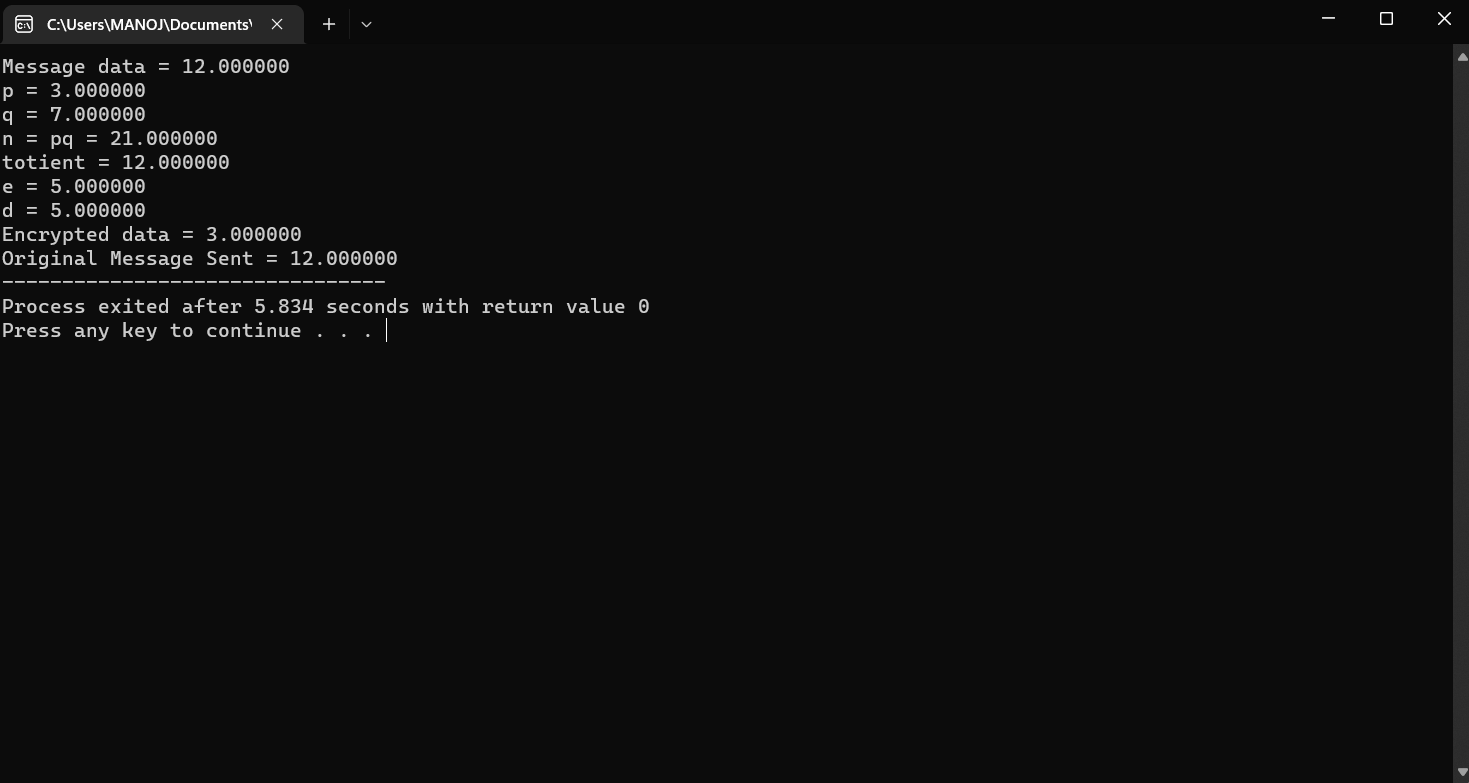 C:\Users\MANOJ\Documents\
Message data = 12.000000
p = 3.000000
q = 7.000000
n = pq = 21.000000
totient = 12.000000
e = 5.000000
d = 5.000000
Encrypted data = 3.000000
Original Message Sent = 12.000000
--------------------------------
Process exited after 5.834 seconds with return value 0
Press any key to continue . . .